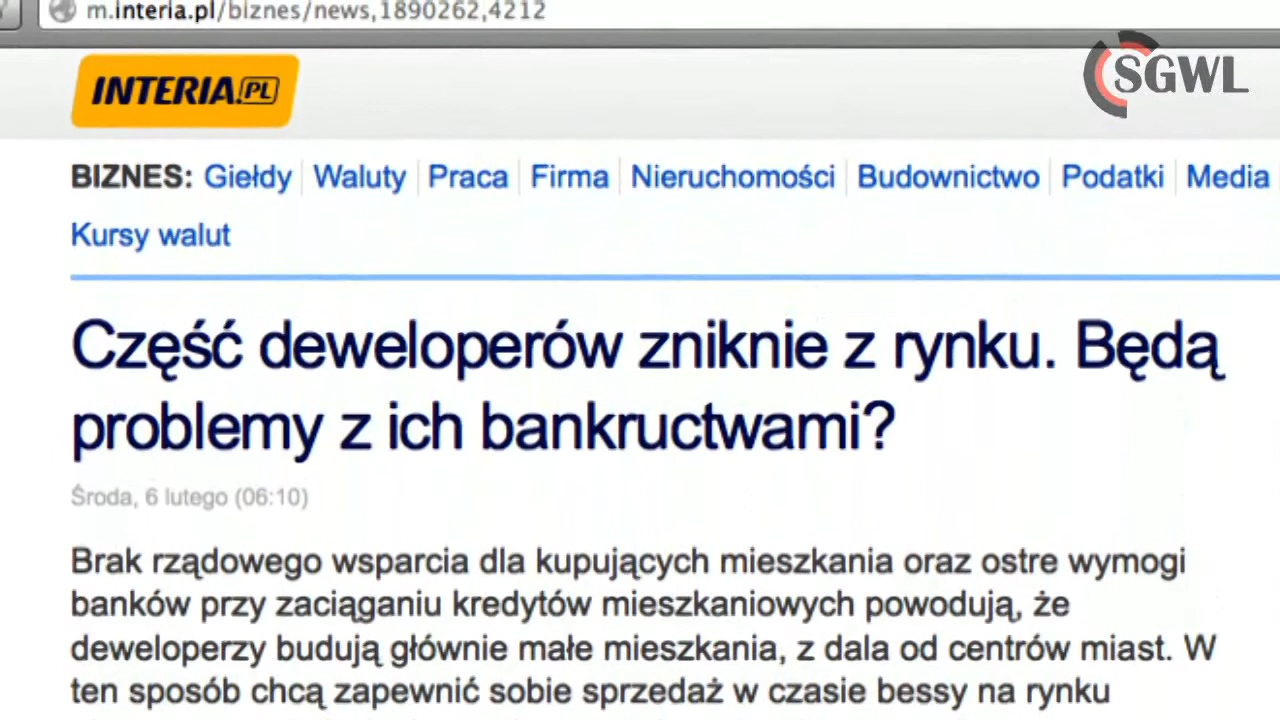 m.interia.pl/biznes/news,1890262,4212
INTERIA.PL
SGWL
BIZNES: Giełdy Waluty Praca Firma Nieruchomości Budownictwo Podatki Media
Kursy walut
Część deweloperów zniknie z rynku. Będą
problemy z ich bankructwami?
Środa, 6 lutego (06:10)
Brak rządowego wsparcia dla kupujących mieszkania oraz ostre wymogi
banków przy zaciąganiu kredytów mieszkaniowych powodują, że
deweloperzy budują głównie małe mieszkania, z dala od centrów miast. W
ten sposób chcą zapewnić sobie sprzedaż w czasie bessy na rynku